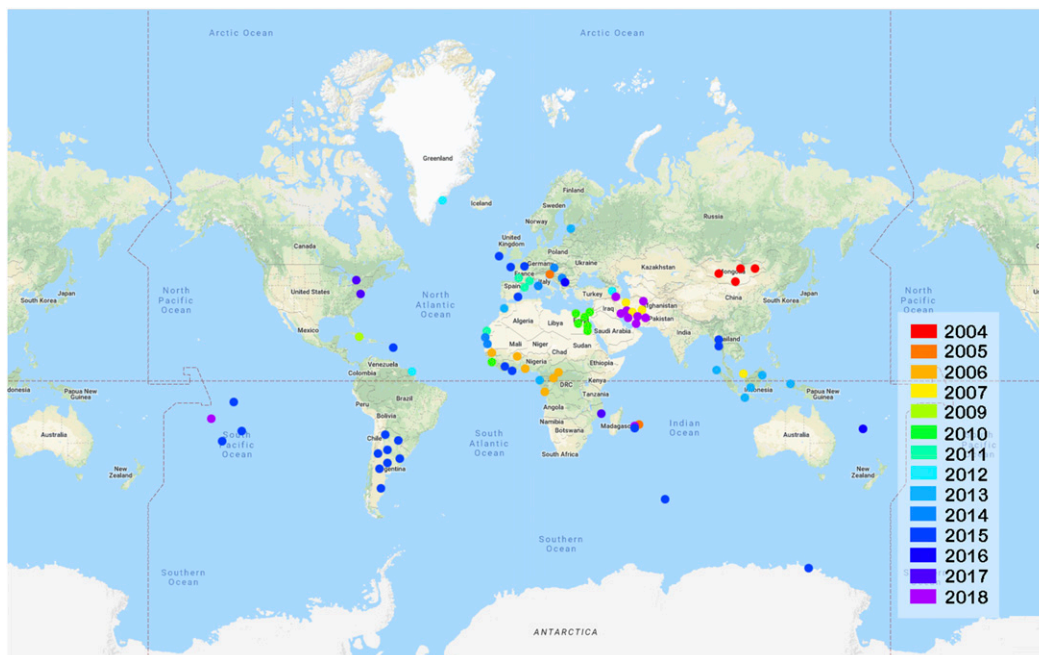 Arctic Ocean
Arctic Ocean
Greenland
Iceland
Finland
Sweden
Norway
Russia
Canada
United
Kingdom
Poland
Germany
Ukraine
Kazakhstan
France
Italy
Spain
Turkey
Japan
South Korea
North
Pacific
Ocean
United States
North
Atlantic
Ocean
China
Iraq
Afghanistan
Pakistan
Japan
South Korea
North
Pacific
Ocean
Mexico
Algeria
Libya
Saudi Arabia
India
Mali
Niger
Sudan
Chad
Thailand
Venezuela
Nigeria
Ethiopia
Colombia
DRC
Kenya
Indonesia
Papua New
Guinea
Brazil
Tanzania
Indonesia
Papua New
Guinea
Peru
Bolivia
Angola
Namibia
Botswana
Madagascar
Indian
Ocean
Australia
South
Pacific
Ocean
Chile
Argentina
South
Atlantic
Ocean
South Africa
Australia
New
Zealand
New
Zealand
Southern
Ocean
Southern
Ocean
ANTARCTICA
2004
2005
2006
2007
2009
2010
2011
2012
2013
2014
2015
2016
2017
2018